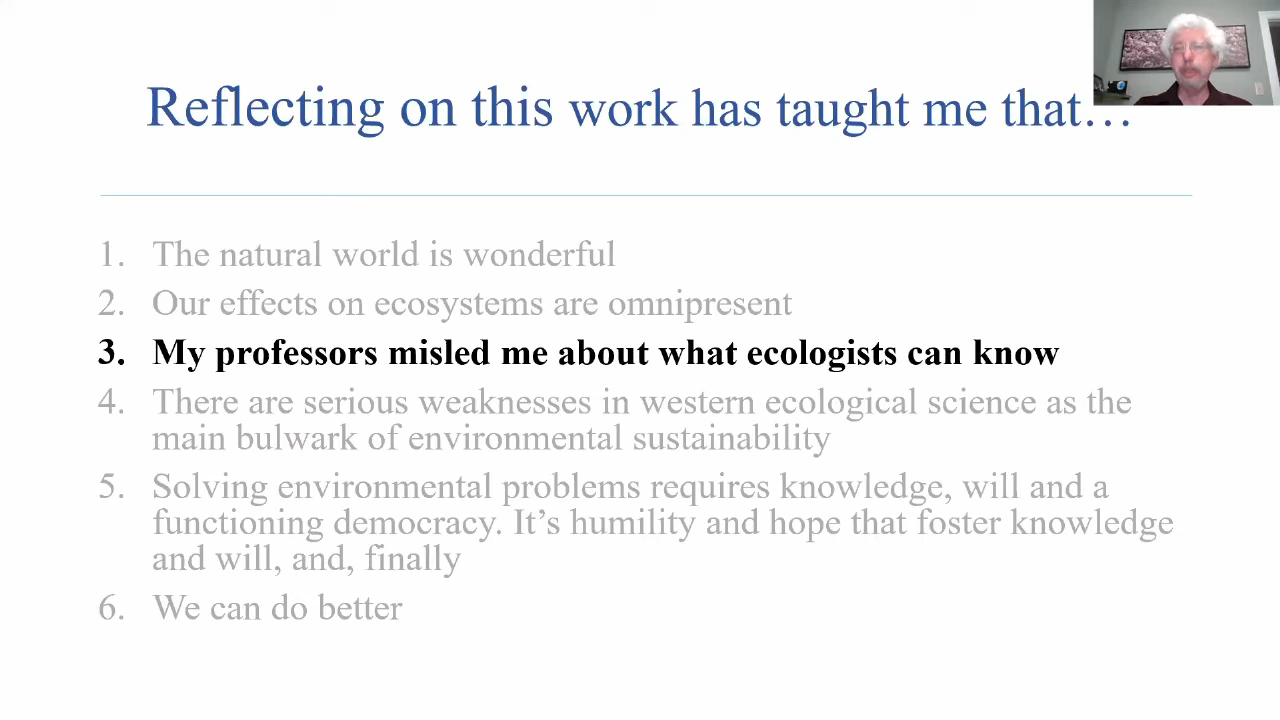 Reflecting on this work has taught me that…
1. The natural world is wonderful
2. Our effects on ecosystems are omnipresent
3. My professors misled me about what ecologists can know
4. There are serious weaknesses in western ecological science as the
main bulwark of environmental sustainability
5. Solving environmental problems requires knowledge, will and a
functioning democracy. It’s humility and hope that foster knowledge
and will, and, finally
6. We can do better